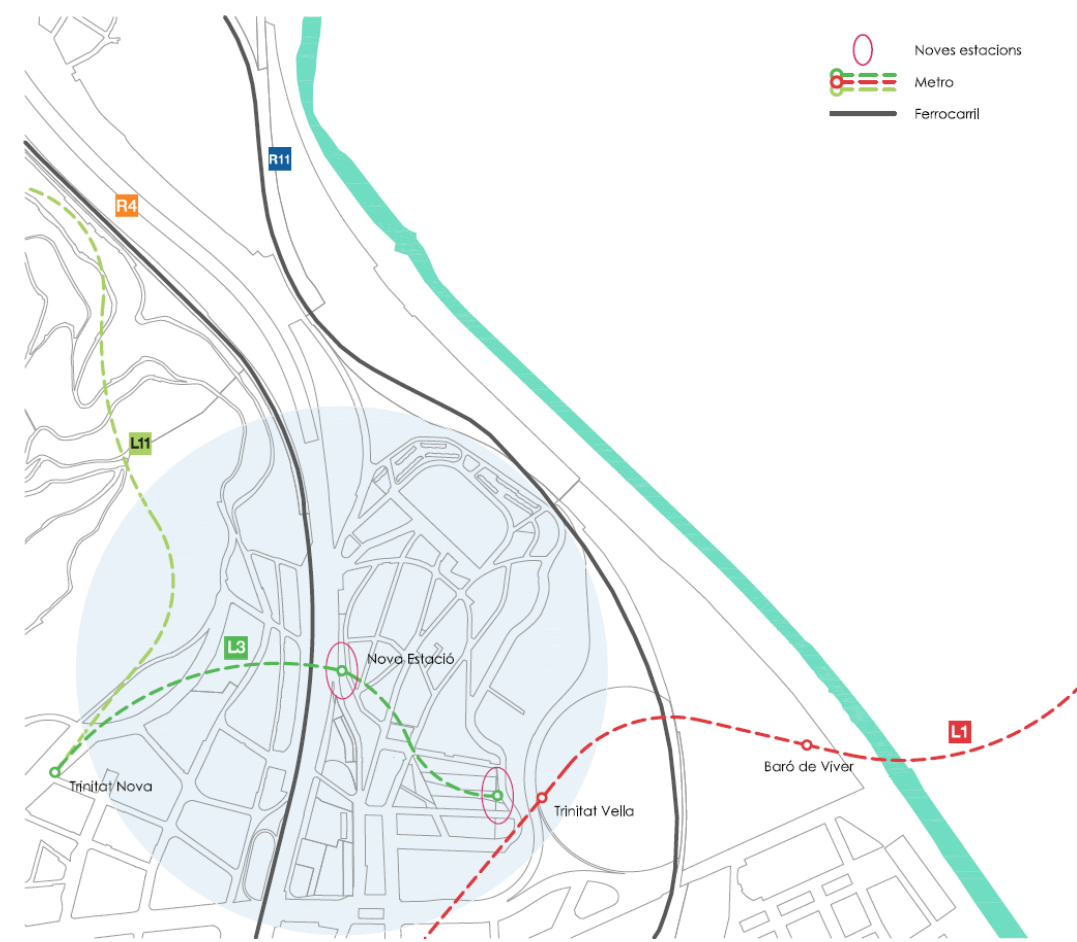 Noves estacions
Metro
Ferrocarril
R11
R4
L11
L3
Nova Estació
L1
Baró de Viver
Trinitat Nova
Trinitat Vella